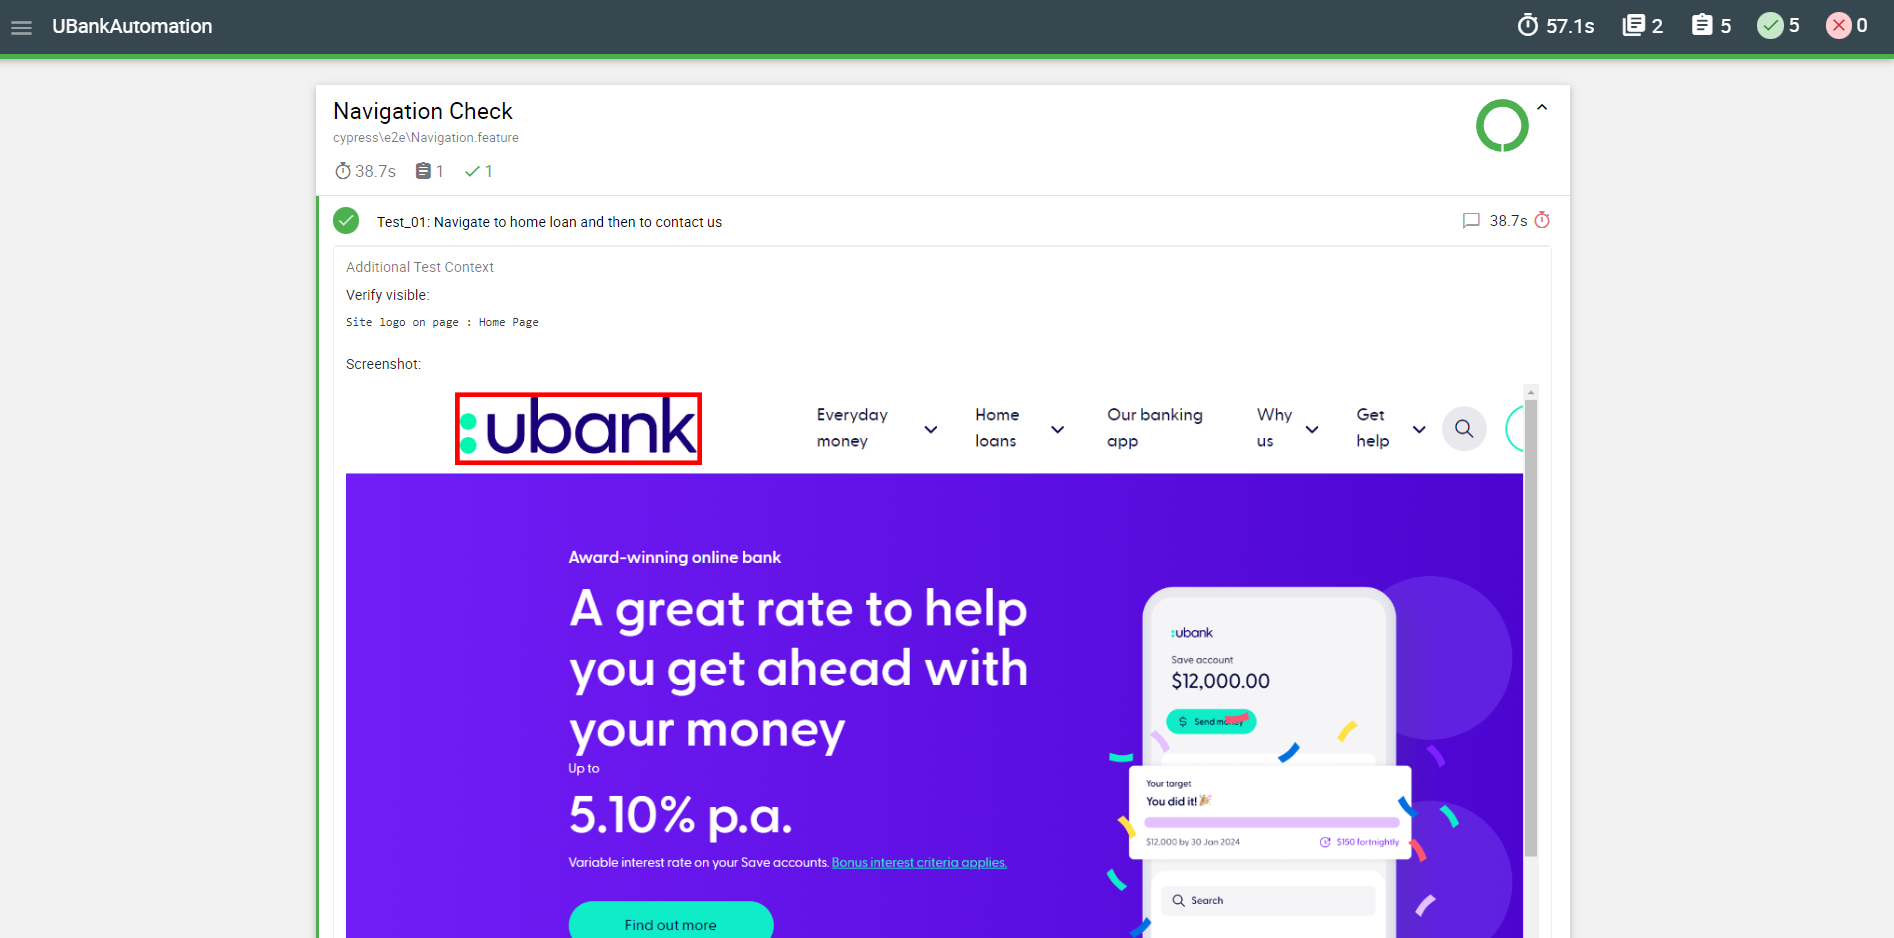 UBankAutomation
57.1s
2
5
5
0
Navigation Check
cypress\e2e\Navigation.feature
38.7s
1
1
Test_01: Navigate to home loan and then to contact us
38.7s
Additional Test Context
Verify visible:
Site logo on page : Home Page
Screenshot:
ubank
Everyday
money
Home
loans
Our banking
app
Why
us
Get
help
Award-winning online bank
A great rate to help
you get ahead with
your money
Up to
5.10% p.a.
Variable interest rate on your Save accounts. Bonus interest criteria applies.
Find out more
:ubank
Save account
$12,000.00
$ Send money
Your target
You did it! 🎉
$12,000 by 30 Jan 2024
$150 fortnightly
Search